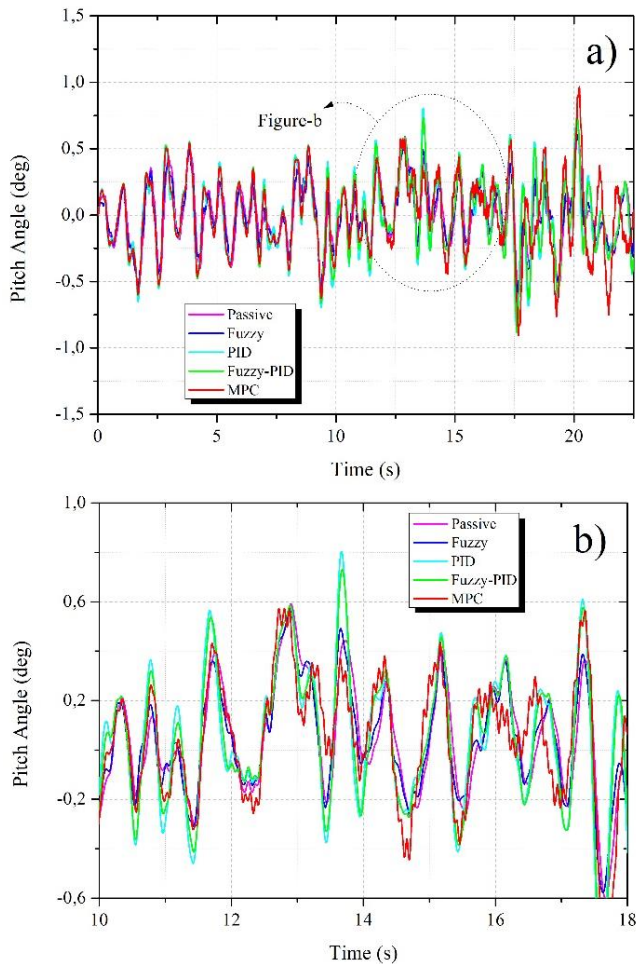 1,5
a)
1,0
Figure-b
0,5
0,0
-0,5
-1,0
-1,5
Pitch Angle (deg)
Passive
Fuzzy
PID
Fuzzy-PID
MPC
0 5 10 15 20
Time (s)
1,0
b)
0,6
0,2
-0,2
-0,6
Pitch Angle (deg)
Passive
Fuzzy
PID
Fuzzy-PID
MPC
10 12 14 16 18
Time (s)